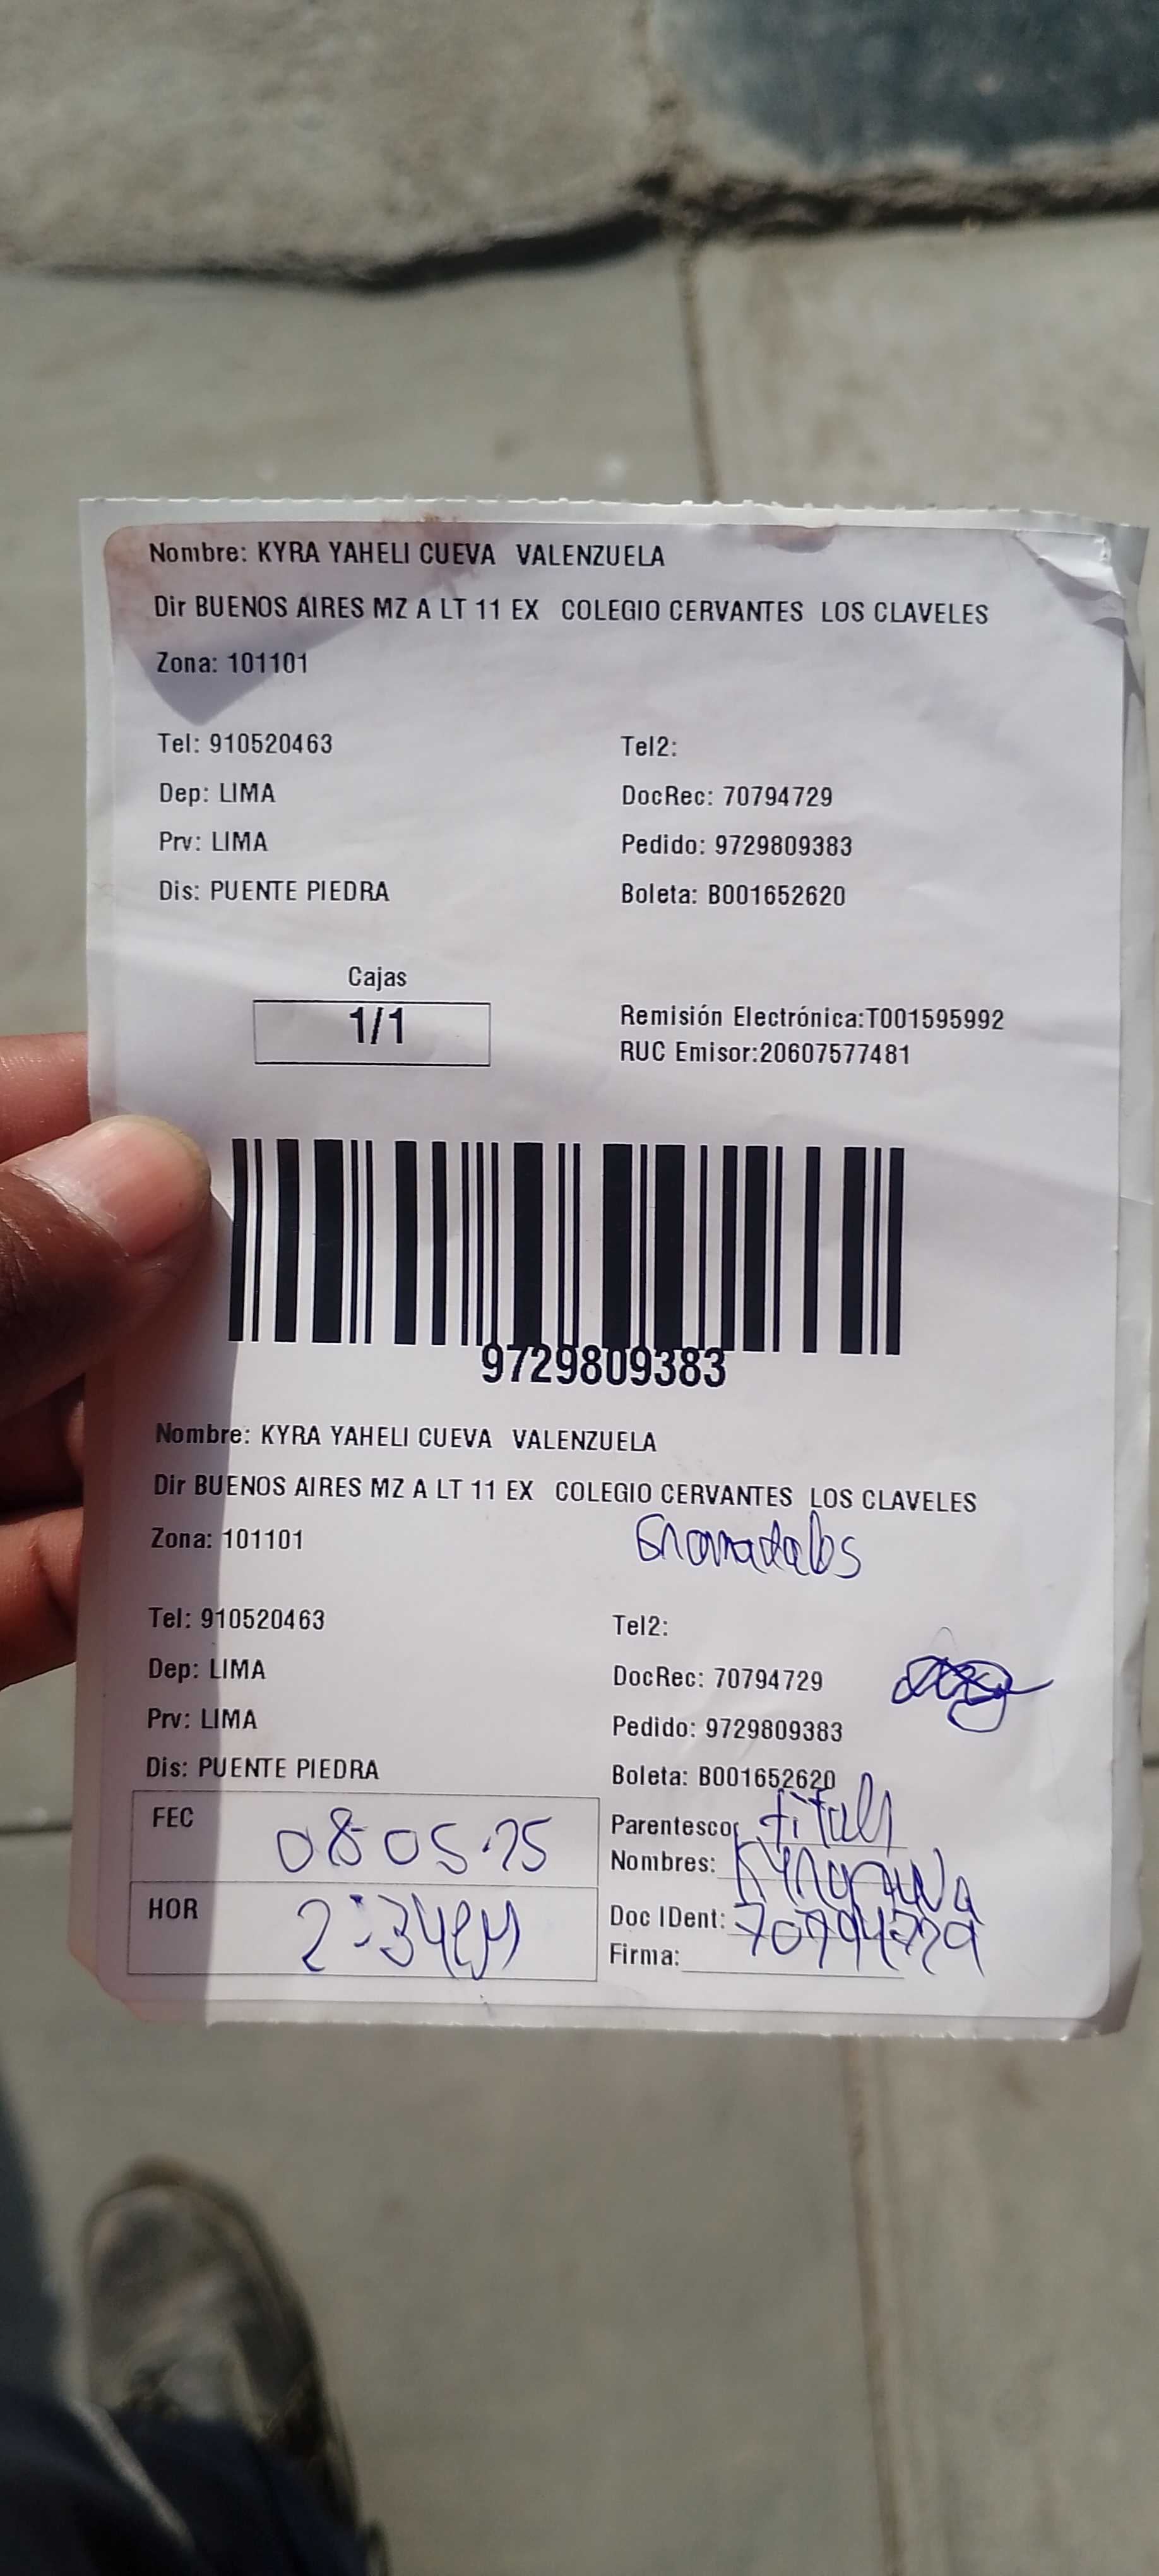 Nombre: KYRA YAHELI CUEVA VALENZUELA
Dir BUENOS AIRES MZ A LT 11 EX COLEGIO CERVANTES LOS CLAVELES
Zona: 101101
Tel: 910520463 Tel2:
Dep: LIMA DocRec: 70794729
Prv: LIMA Pedido: 9729809383
Dis: PUENTE PIEDRA Boleta: B001652620
Cajas
1/1
Remisión Electrónica:T001595992
RUC Emisor:20607577481
9729809383
Nombre: KYRA YAHELI CUEVA VALENZUELA
Dir BUENOS AIRES MZ A LT 11 EX COLEGIO CERVANTES LOS CLAVELES
Zona: 101101
Tel: 910520463 Tel2:
Dep: LIMA DocRec: 70794729
Prv: LIMA Pedido: 9729809383
Dis: PUENTE PIEDRA Boleta: B001652620
FEC 08 05 25 Parentesco:
Nombres:
HOR 2:34PM Doc IDent: 70794729
Firma: